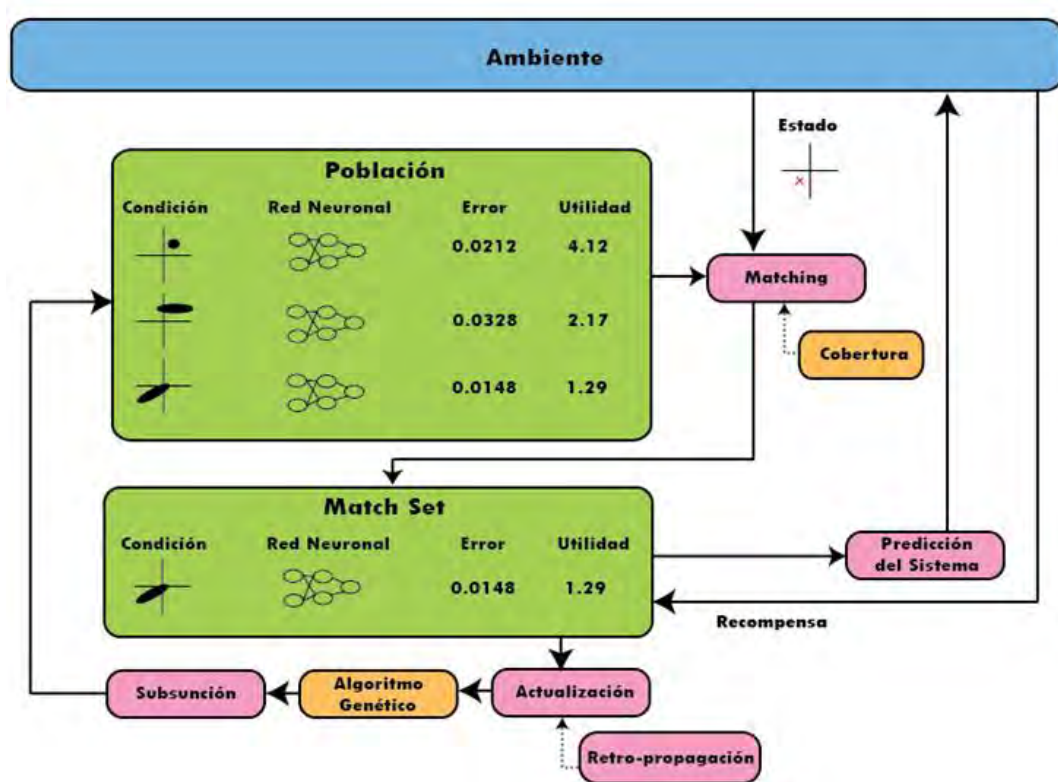 Ambiente
Estado
x
Población
Condición Red Neuronal Error Utilidad
0.0212 4.12
0.0328 2.17
0.0148 1.29
Matching
Cobertura
Match Set
Condición Red Neuronal Error Utilidad
0.0148 1.29
Predicción
del Sistema
Recompensa
Subsunción
Algoritmo
Genético
Actualización
Retro-propagación